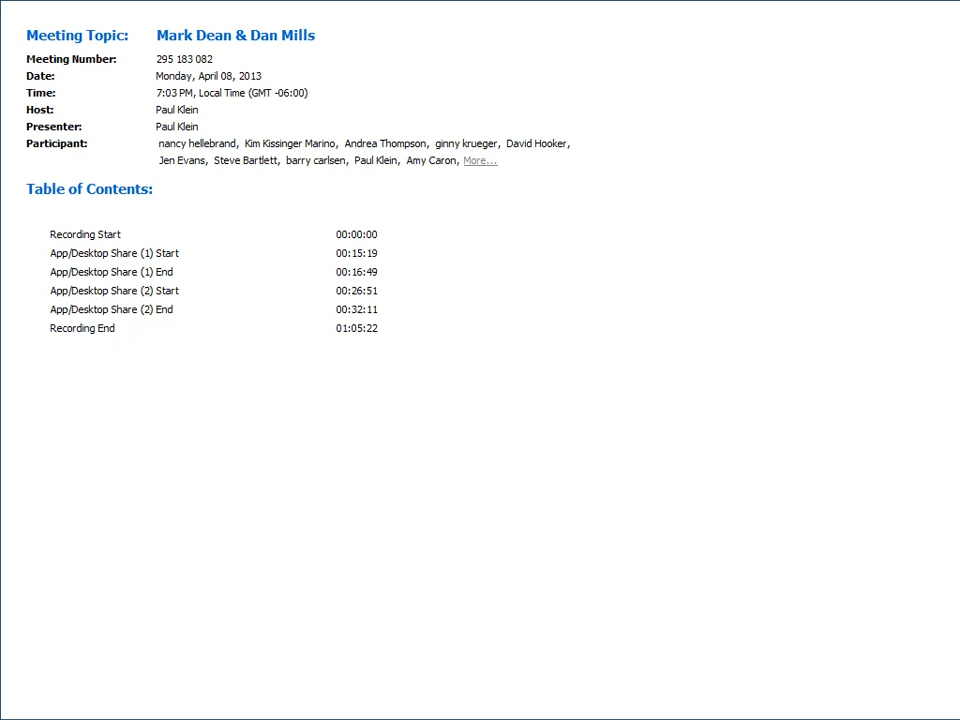 Meeting Topic: Mark Dean & Dan Mills
Meeting Number: 295 183 082
Date: Monday, April 08, 2013
Time: 7:03 PM, Local Time (GMT -06:00)
Host: Paul Klein
Presenter: Paul Klein
Participant: nancy hellebrand, Kim Kissinger Marino, Andrea Thompson, ginny krueger, David Hooker,
Jen Evans, Steve Bartlett, barry carlsen, Paul Klein, Amy Caron, More...
Table of Contents:
Recording Start 00:00:00
App/Desktop Share (1) Start 00:15:19
App/Desktop Share (1) End 00:16:49
App/Desktop Share (2) Start 00:26:51
App/Desktop Share (2) End 00:32:11
Recording End 01:05:22